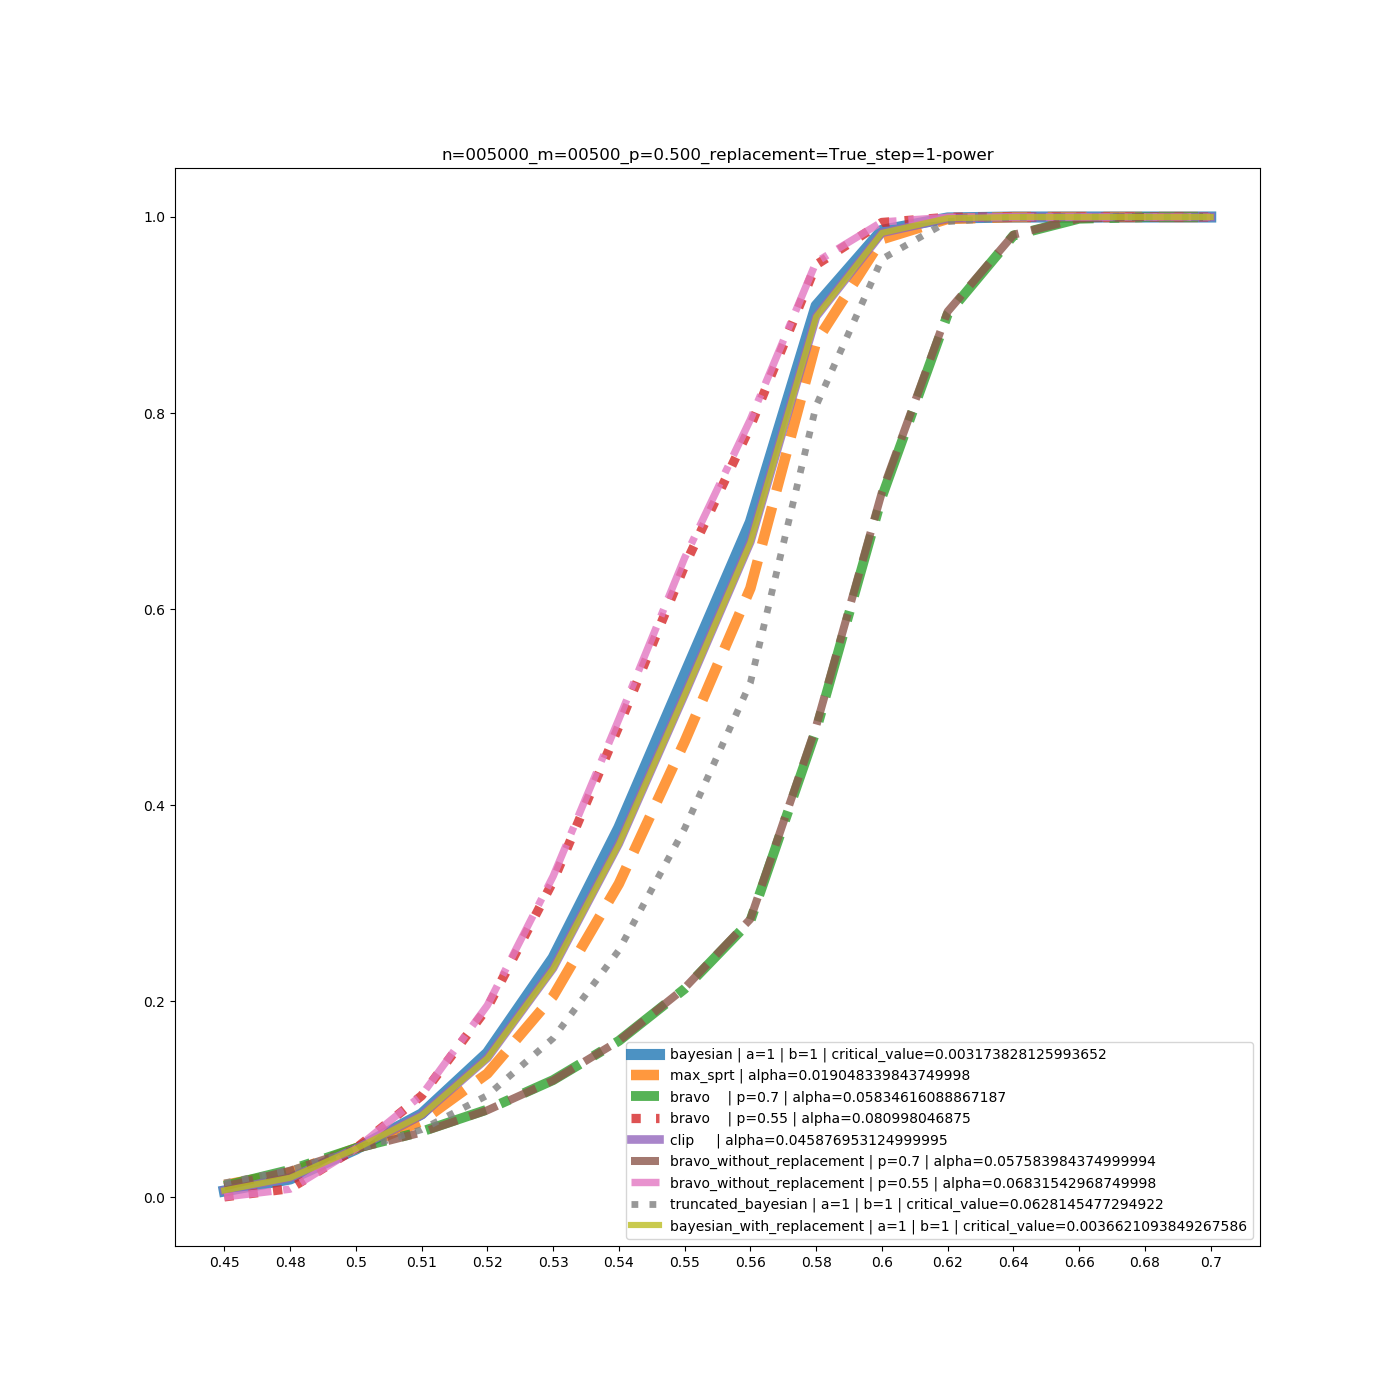 n=005000_m=00500_p=0.500_replacement=True_step=1-power
1.0
0.8
0.6
0.4
0.2
0.0
bayesian | a=1 | b=1 | critical_value=0.003173828125993652
max_sprt | alpha=0.019048339843749998
bravo    | p=0.7 | alpha=0.05834616088867187
bravo    | p=0.55 | alpha=0.080998046875
clip     | alpha=0.045876953124999995
bravo_without_replacement | p=0.7 | alpha=0.057583984374999994
bravo_without_replacement | p=0.55 | alpha=0.06831542968749998
truncated_bayesian | a=1 | b=1 | critical_value=0.0628145477294922
bayesian_with_replacement | a=1 | b=1 | critical_value=0.0036621093849267586
0.45 0.48 0.5 0.51 0.52 0.53 0.54 0.55 0.56 0.58 0.6 0.62 0.64 0.66 0.68 0.7